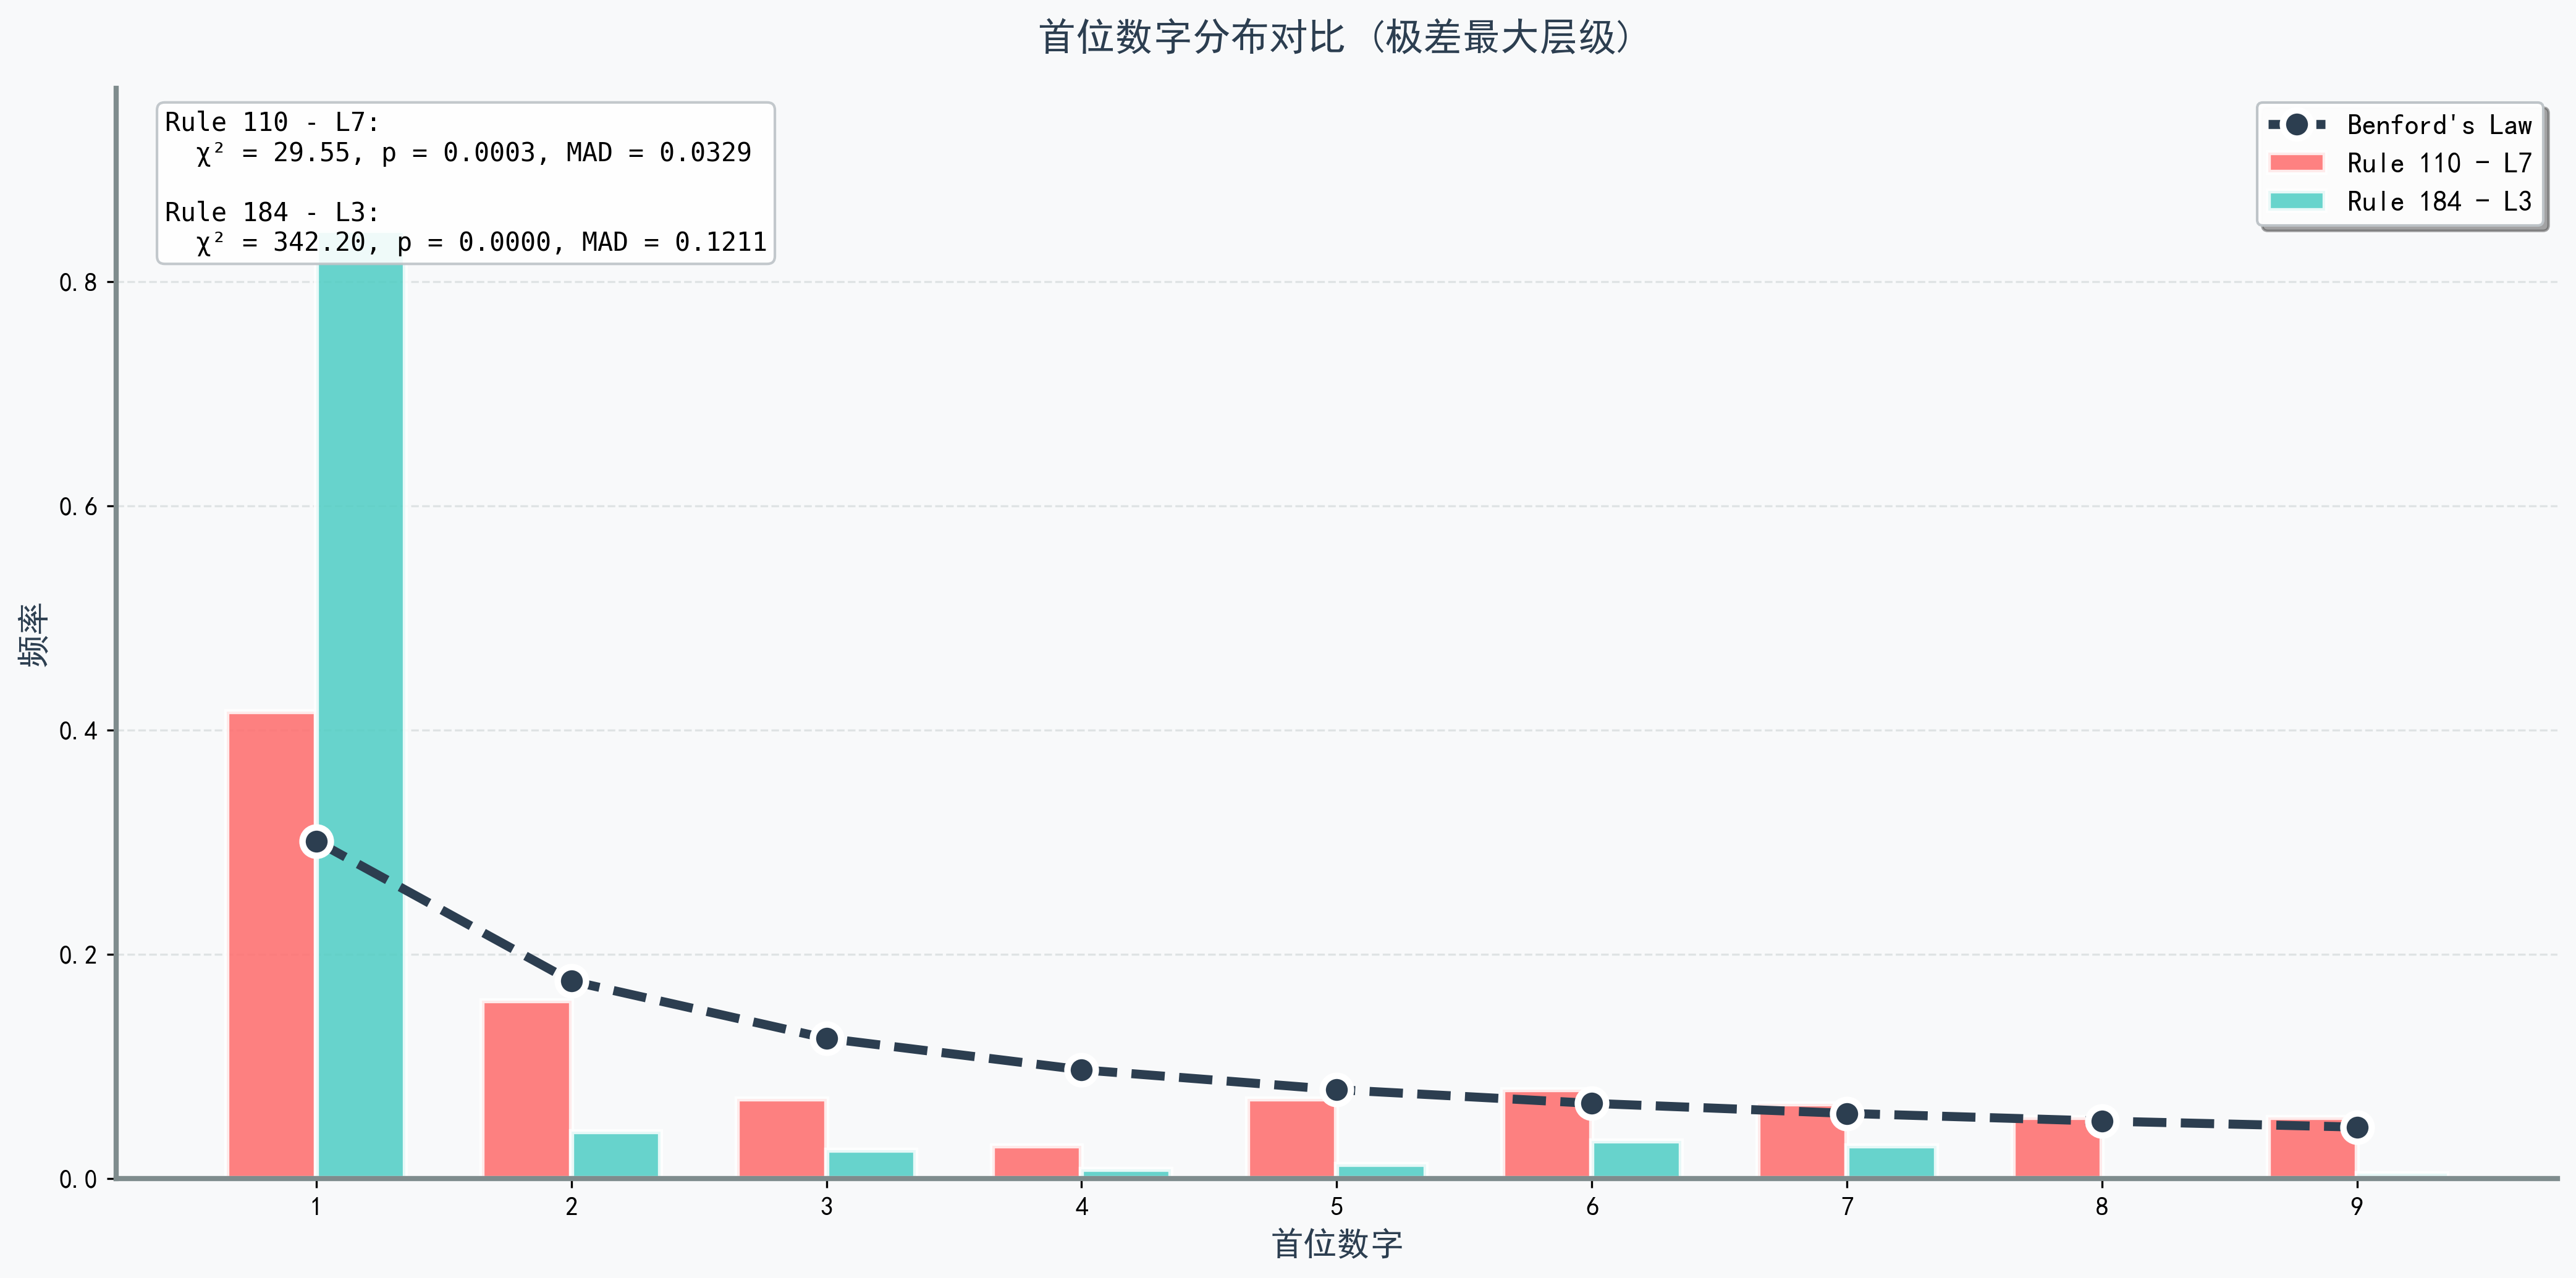 首位数字分布对比 (极差最大层级)
Rule 110 - L7:
χ² = 29.55, p = 0.0003, MAD = 0.0329
Rule 184 - L3:
χ² = 342.20, p = 0.0000, MAD = 0.1211
Benford's Law
Rule 110 - L7
Rule 184 - L3
频率
0.8
0.6
0.4
0.2
0.0
1 2 3 4 5 6 7 8 9
首位数字